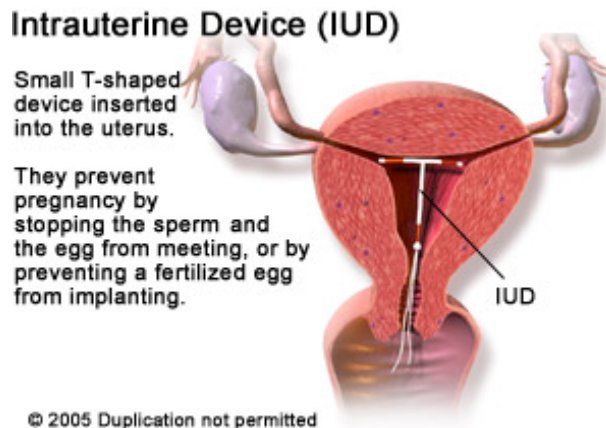 Intrauterine Device (IUD)
Small T-shaped
device inserted
into the uterus.
They prevent
pregnancy by
stopping the sperm and
the egg from meeting, or by
preventing a fertilized egg
from implanting.
IUD
© 2005 Duplication not permitted